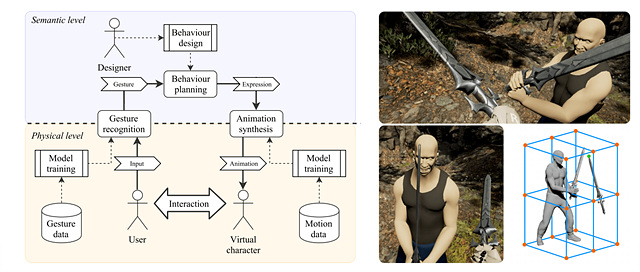 Semantic level
Behaviour
design
Designer
Gesture
Behaviour
planning
Expression
Gesture
recognition
Animation
synthesis
Physical level
Model
training
Input
Animation
Model
training
Interaction
Gesture
data
User
Virtual
character
Motion
data